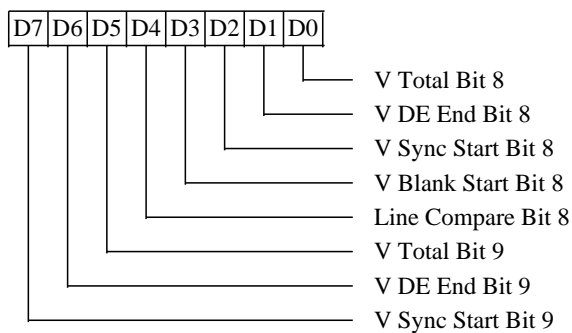 D7 D6 D5 D4 D3 D2 D1 D0
V Total Bit 8
V DE End Bit 8
V Sync Start Bit 8
V Blank Start Bit 8
Line Compare Bit 8
V Total Bit 9
V DE End Bit 9
V Sync Start Bit 9